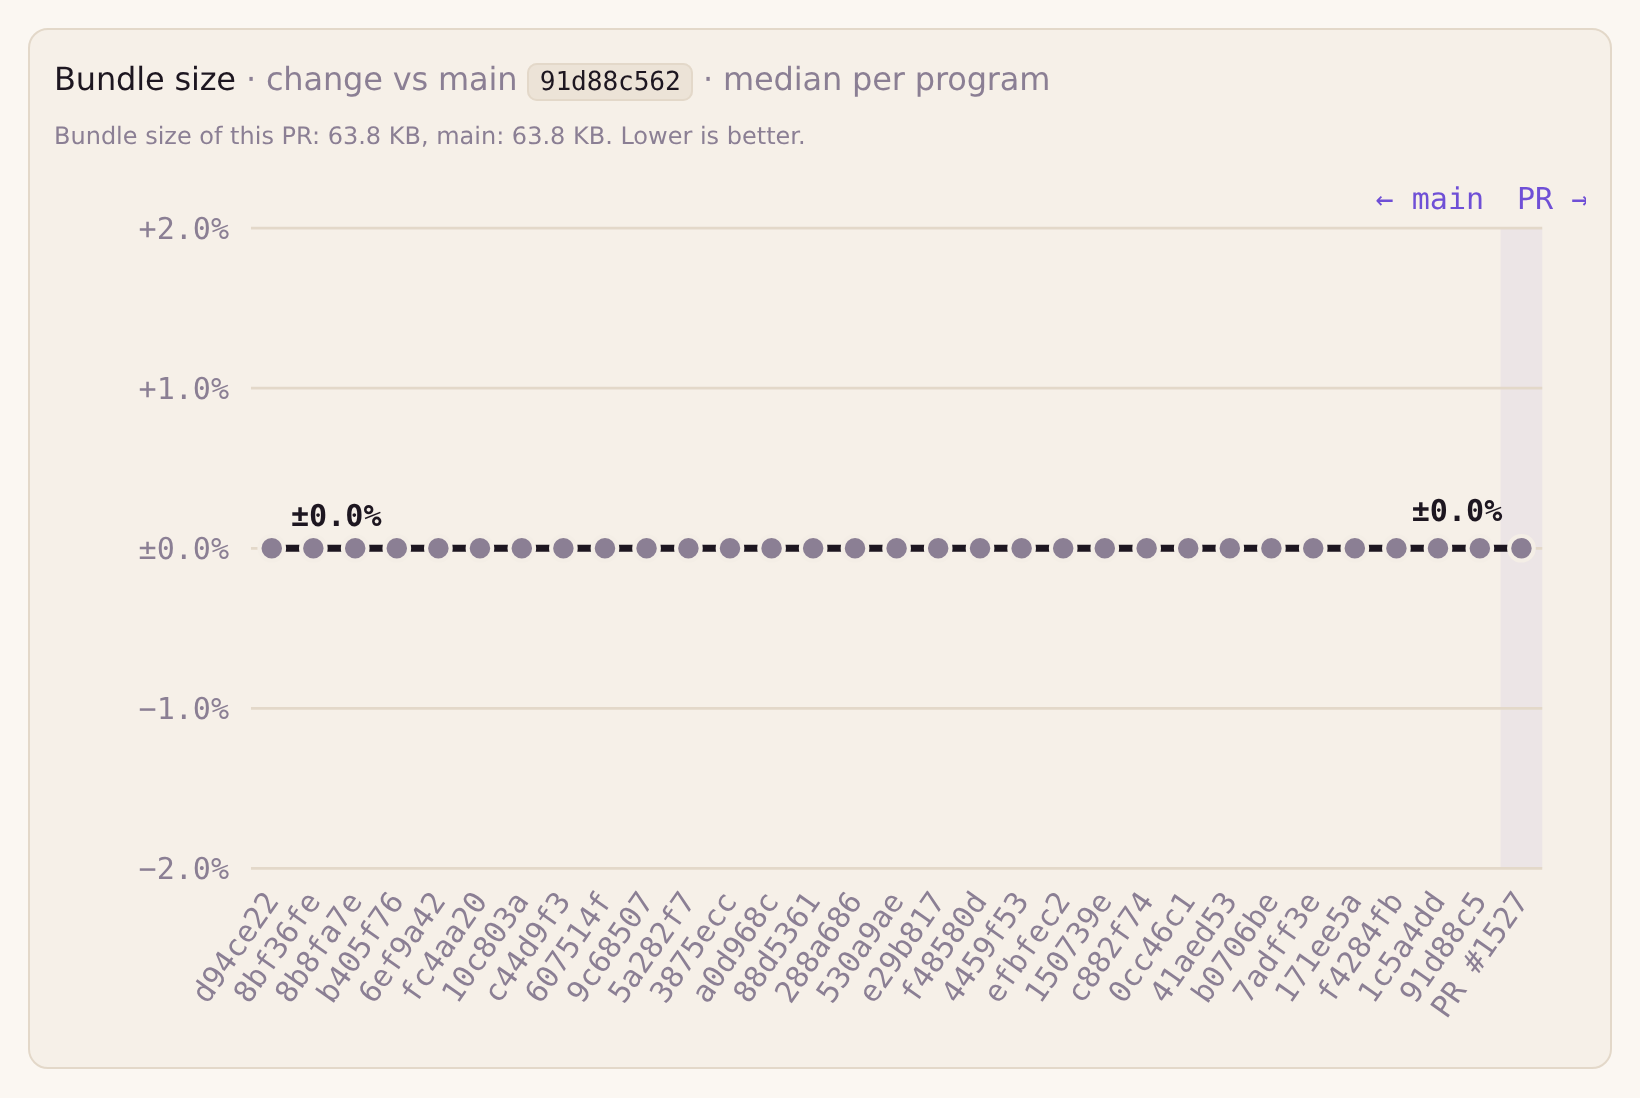 Bundle size · change vs main 91d88c562 · median per program
Bundle size of this PR: 63.8 KB, main: 63.8 KB. Lower is better.
← main PR →
+2.0%
+1.0%
±0.0% ±0.0%
±0.0%
−1.0%
−2.0%
d94ce22
8bf36fe
8b8fa7e
b405f76
6ef9a42
fc4aa20
10c803a
c44d9f3
607514f
9c68507
5a282f7
3875ecc
a0d968c
88d5361
288a686
530a9ae
e29b817
f48580d
4459f53
efbfec2
150739e
c882f74
0cc46c1
41aed53
b0706be
7adff3e
171ee5a
f4284fb
1c5a4dd
91d88c5
PR #1527